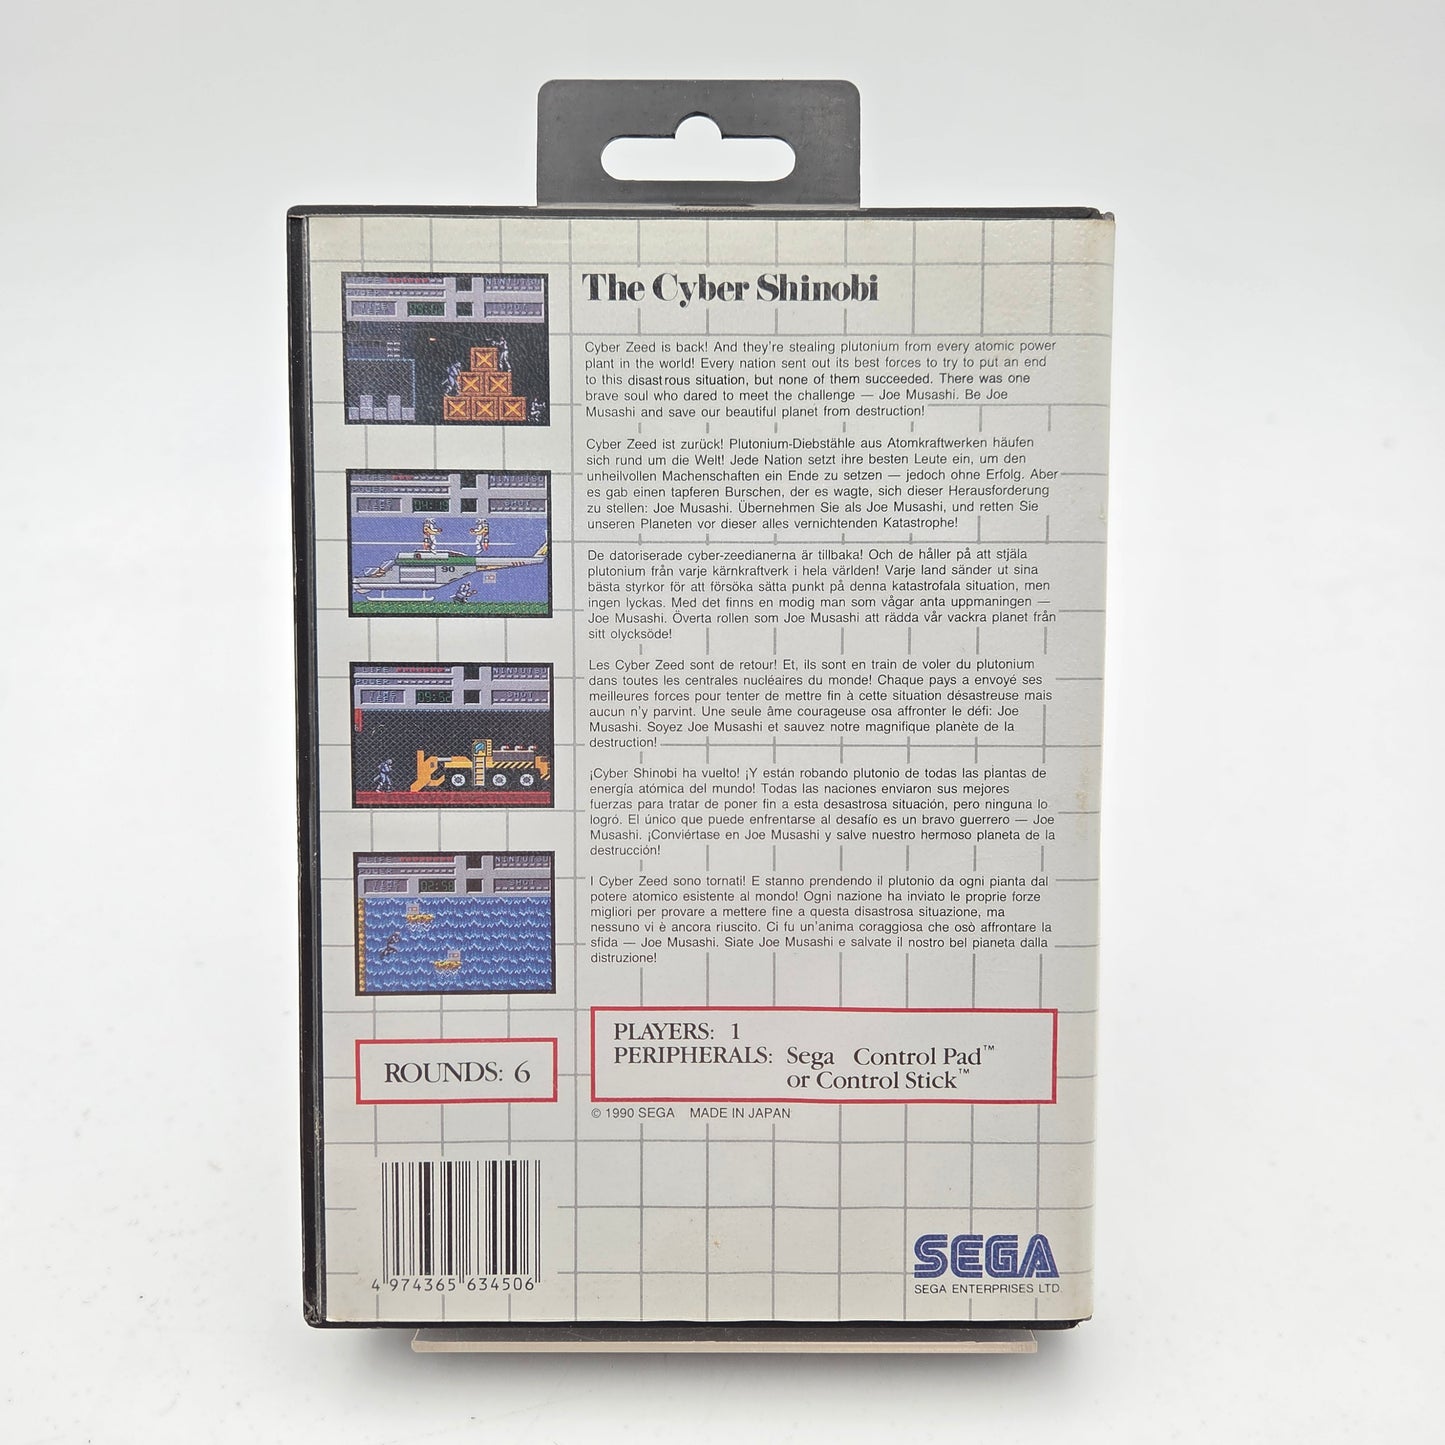 The Cyber Shinobi
Cyber Zeed is back! And they're stealing plutonium from every atomic power
plant in the world! Every nation sent out its best forces to try to put an end
to this disastrous situation, but none of them succeeded. There was one
brave soul who dared to meet the challenge — Joe Musashi. Be Joe
Musashi and save our beautiful planet from destruction!
Cyber Zeed ist zurück! Plutonium-Diebstähle aus Atomkraftwerken häufen
sich rund um die Welt! Jede Nation setzt ihre besten Leute ein, um den
unheilvollen Machenschaften ein Ende zu setzen — jedoch ohne Erfolg. Aber
es gab einen tapferen Burschen, der es wagte, sich dieser Herausforderung
zu stellen: Joe Musashi. Übernehmen Sie als Joe Musashi, und retten Sie
unseren Planeten vor dieser alles vernichtenden Katastrophe!
De datoriserade cyber-zeedianerna är tillbaka! Och de håller på att stjäla
plutonium från varje kärnkraftverk i hela världen! Varje land sänder ut sina
bästa styrkor för att försöka sätta punkt på denna katastrofala situation, men
ingen lyckas. Med det finns en modig man som vågar anta uppmaningen —
Joe Musashi. Överta rollen som Joe Musashi att rädda vår vackra planet från
sitt olycksöde!
Les Cyber Zeed sont de retour! Et, ils sont en train de voler du plutonium
dans toutes les centrales nucléaires du monde! Chaque pays a envoyé ses
meilleures forces pour tenter de mettre fin à cette situation désastreuse mais
aucun n'y parvint. Une seule âme courageuse osa affronter le défi: Joe
Musashi. Soyez Joe Musashi et sauvez notre magnifique planète de la
destruction!
¡Cyber Shinobi ha vuelto! ¡Y están robando plutonio de todas las plantas de
energía atómica del mundo! Todas las naciones enviaron sus mejores
fuerzas para tratar de poner fin a esta desastrosa situación, pero ninguna lo
logró. El único que puede enfrentarse al desafío es un bravo guerrero — Joe
Musashi. ¡Conviértase en Joe Musashi y salve nuestro hermoso planeta de la
destrucción!
I Cyber Zeed sono tornati! E stanno prendendo il plutonio da ogni pianta dal
potere atomico esistente al mondo! Ogni nazione ha inviato le proprie forze
migliori per provare a mettere fine a questa disastrosa situazione, ma
nessuno vi è ancora riuscito. Ci fu un'anima coraggiosa che osò affrontare la
sfida — Joe Musashi. Siate Joe Musashi e salvate il nostro bel pianeta dalla
distruzione!
PLAYERS: 1
PERIPHERALS: Sega Control Pad™
or Control Stick™
ROUNDS: 6
© 1990 SEGA MADE IN JAPAN
4 974365 634506
SEGA
SEGA ENTERPRISES LTD.
LIFE
NINJUTSU
POWER
TIME
SHOT
90